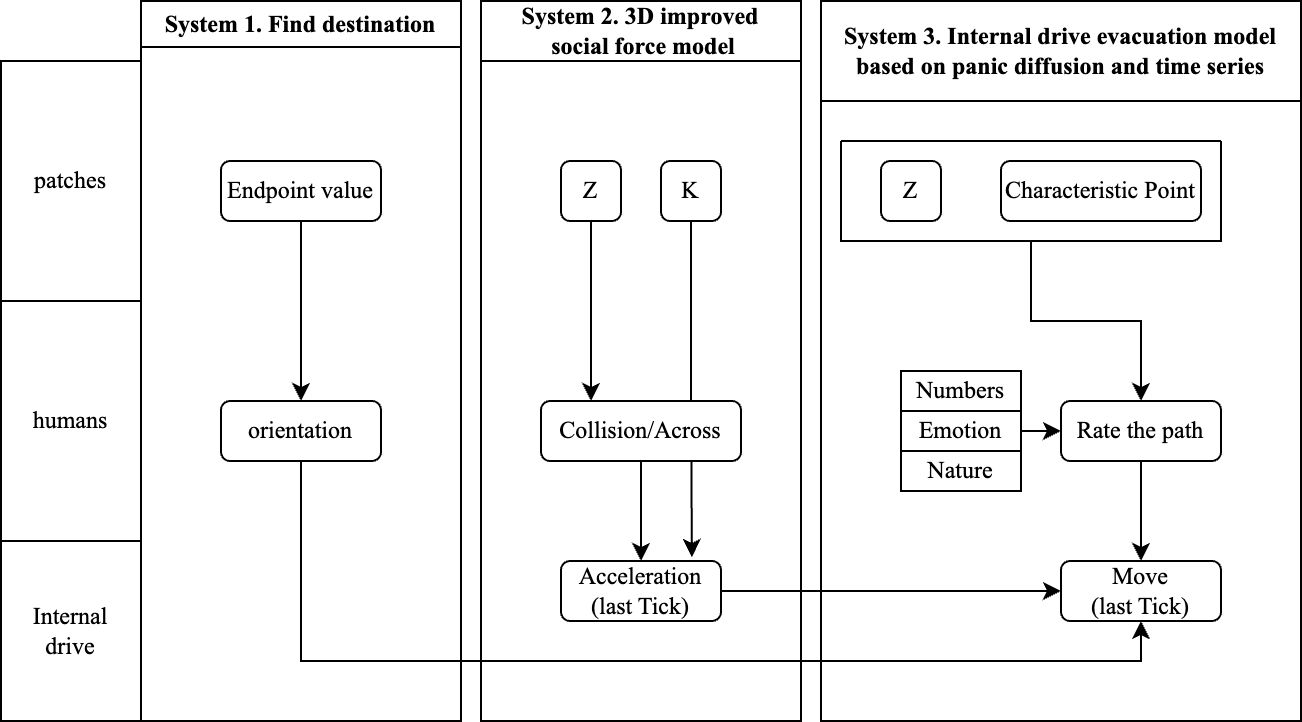 System 1. Find destination
System 2. 3D improved
social force model
System 3. Internal drive evacuation model
based on panic diffusion and time series
patches
Endpoint value
Z
K
Z
Characteristic Point
humans
orientation
Collision/Across
Numbers
Emotion
Nature
Rate the path
Internal
drive
Acceleration
(last Tick)
Move
(last Tick)